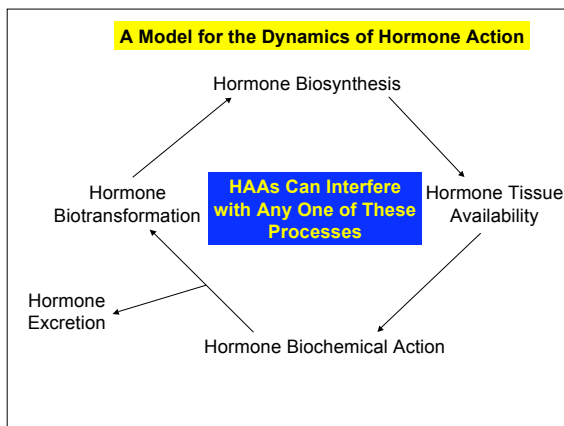 A Model for the Dynamics of Hormone Action
Hormone Biosynthesis
Hormone
Biotransformation
HAAs Can Interfere
with Any One of These
Processes
Hormone Tissue
Availability
Hormone
Excretion
Hormone Biochemical Action